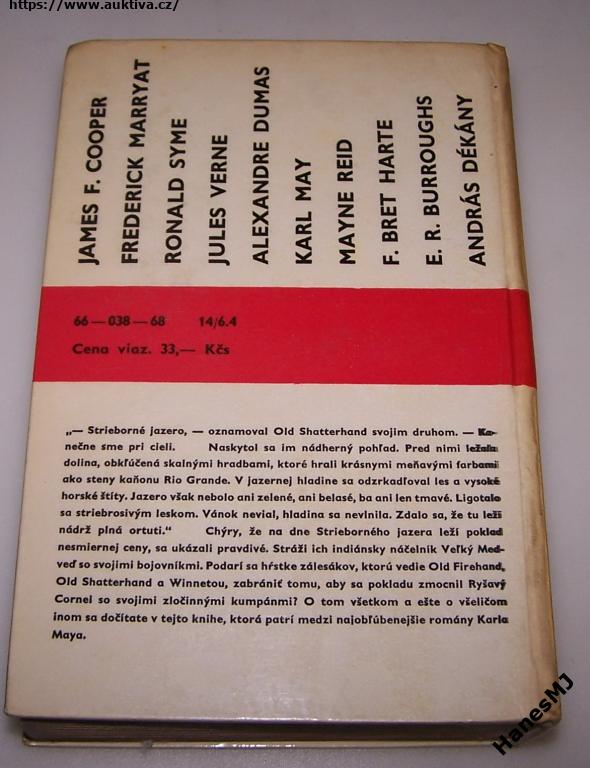 https://www.auktiva.cz/
JAMES F. COOPER
FREDERICK MARRYAT
RONALD SYME
JULES VERNE
ALEXANDRE DUMAS
KARL MAY
MAYNE REID
F. BRET HARTE
E. R. BURROUGHS
ANDRÁS DÉKÁNY
66 — 038 — 68 14/6.4
Cena viaz. 33,— Kčs
„— Strieborné jazero, — oznamoval Old Shatterhand svojim druhom. — Ko-
nečne sme pri cieli. Naskytol sa im nádherný pohľad. Pred nimi ležala
dolina, obkľúčená skalnými hradbami, ktoré hrali krásnymi meňavými farbami
ako steny kaňonu Rio Grande. V jazernej hladine sa odzrkadľoval les a vysoké
horské štíty. Jazero však nebolo ani zelené, ani belasé, ba ani len tmavé. Ligotalo
sa striebrosivým leskom. Vánok nevial, hladina sa nevlnila. Zdalo sa, že tu leží
nádrž plná ortuti.“ Chýry, že na dne Strieborného jazera leží poklad
nesmiernej ceny, sa ukázali pravdivé. Stráži ich indiánsky náčelník Veľký Med-
veď so svojimi bojovníkmi. Podarí sa hŕstke zálesákov, ktorú vedie Old Firehand,
Old Shatterhand a Winnetou, zabrániť tomu, aby sa pokladu zmocnil Ryšavý
Cornel so svojimi zločinnými kumpánmi? O tom všetkom a ešte o všeličom
inom sa dočítate v tejto knihe, ktorá patrí medzi najobľúbenejšie romány Karla
Maya.
HanesMJ